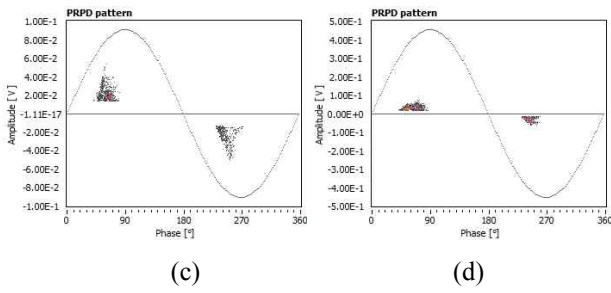 PRPD pattern
1.00E-1
8.00E-2
6.00E-2
4.00E-2
2.00E-2
-1.11E-17
-2.00E-2
-4.00E-2
-6.00E-2
-8.00E-2
-1.00E-1
Amplitude [ V ]
0 90 180 270 360
Phase [°]
(c)
PRPD pattern
5.00E-1
4.00E-1
3.00E-1
2.00E-1
1.00E-1
0.00E+0
-1.00E-1
-2.00E-1
-3.00E-1
-4.00E-1
-5.00E-1
Amplitude [ V ]
0 90 180 270 360
Phase [°]
(d)